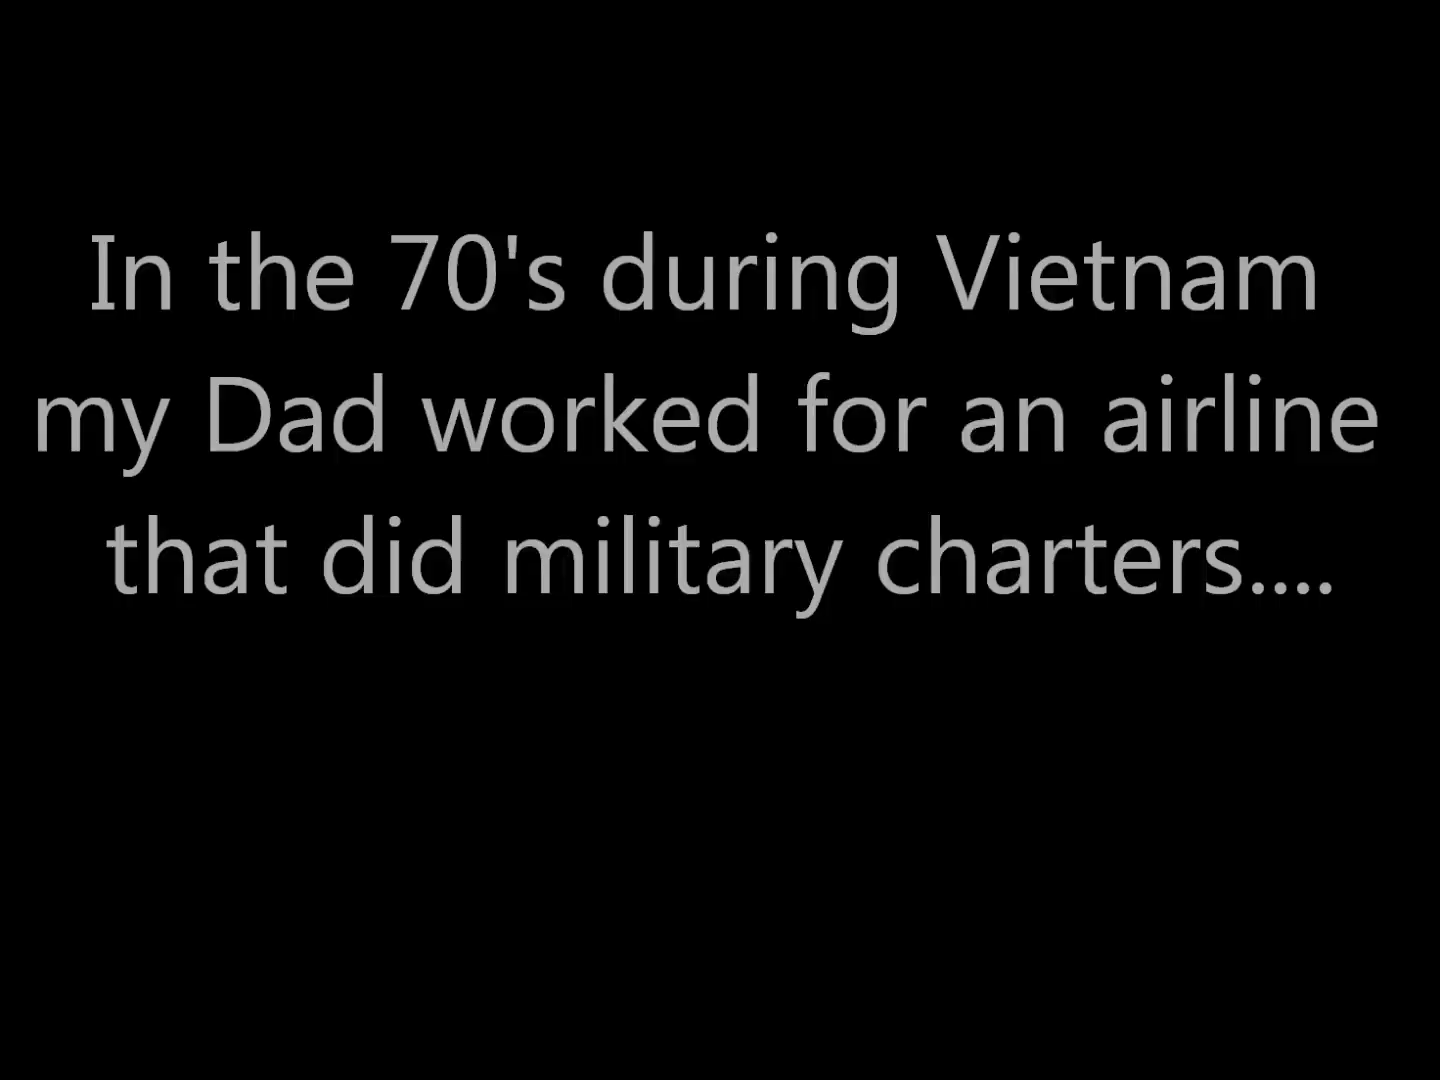 In the 70's during Vietnam
my Dad worked for an airline
that did military charters....